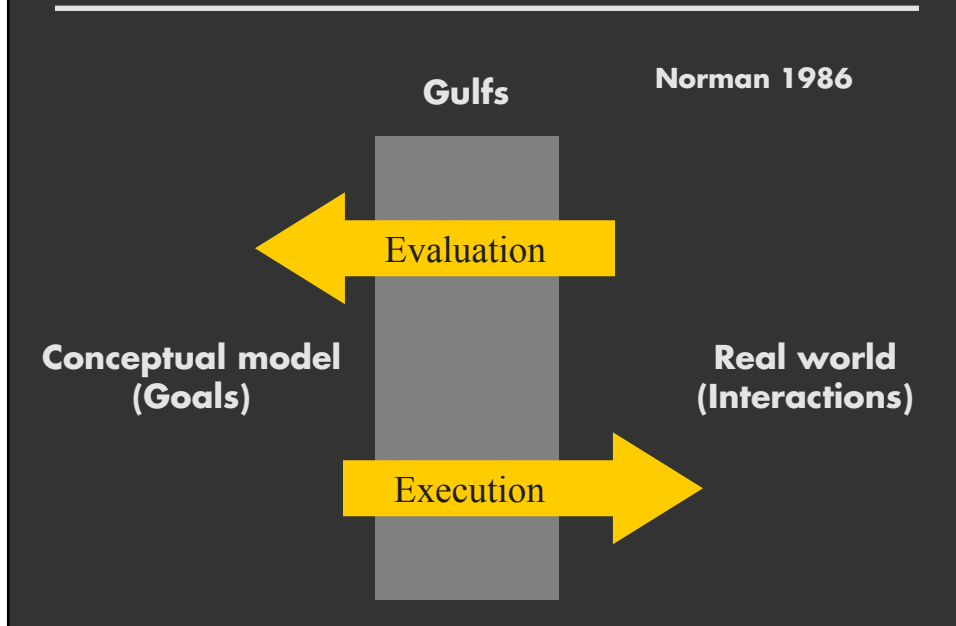 Norman 1986
Gulfs
Evaluation
Conceptual model
(Goals)
Real world
(Interactions)
Execution